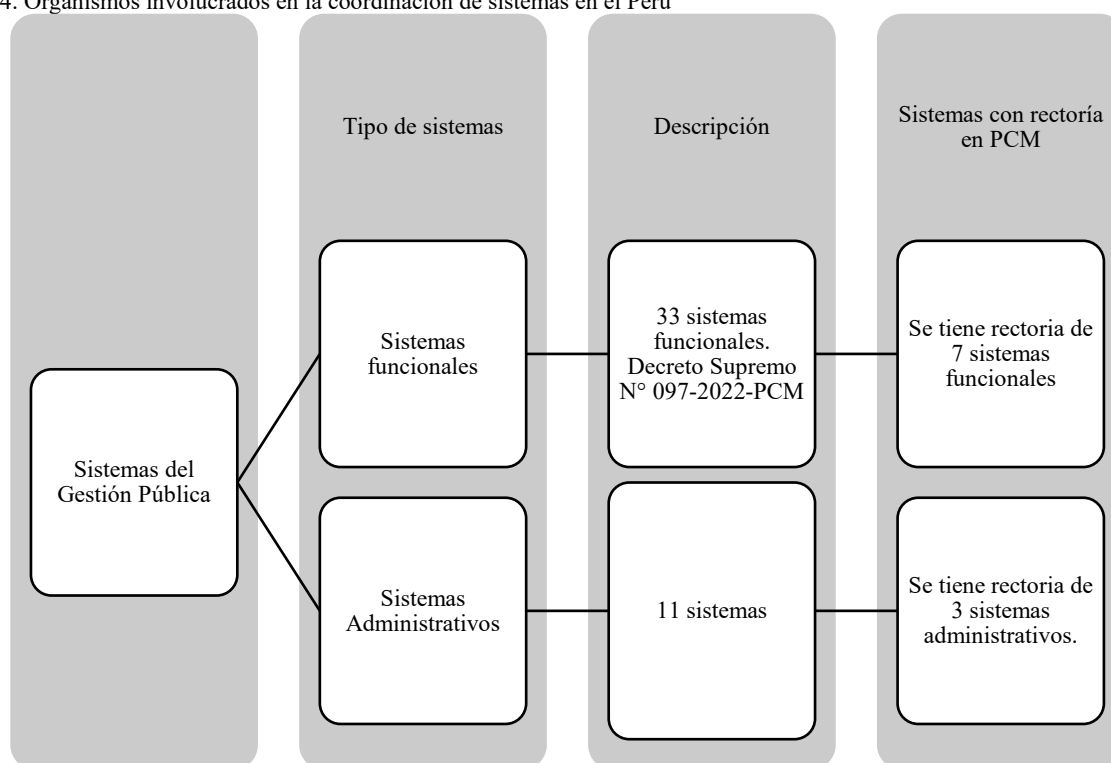 4. Organismos involucrados en la coordinación de sistemas en el Perú
Tipo de sistemas
Descripción
Sistemas con rectoría
en PCM
Sistemas del
Gestión Pública
Sistemas
funcionales
33 sistemas
funcionales.
Decreto Supremo
N° 097-2022-PCM
Se tiene rectoria de
7 sistemas
funcionales
Sistemas
Administrativos
11 sistemas
Se tiene rectoria de
3 sistemas
administrativos.